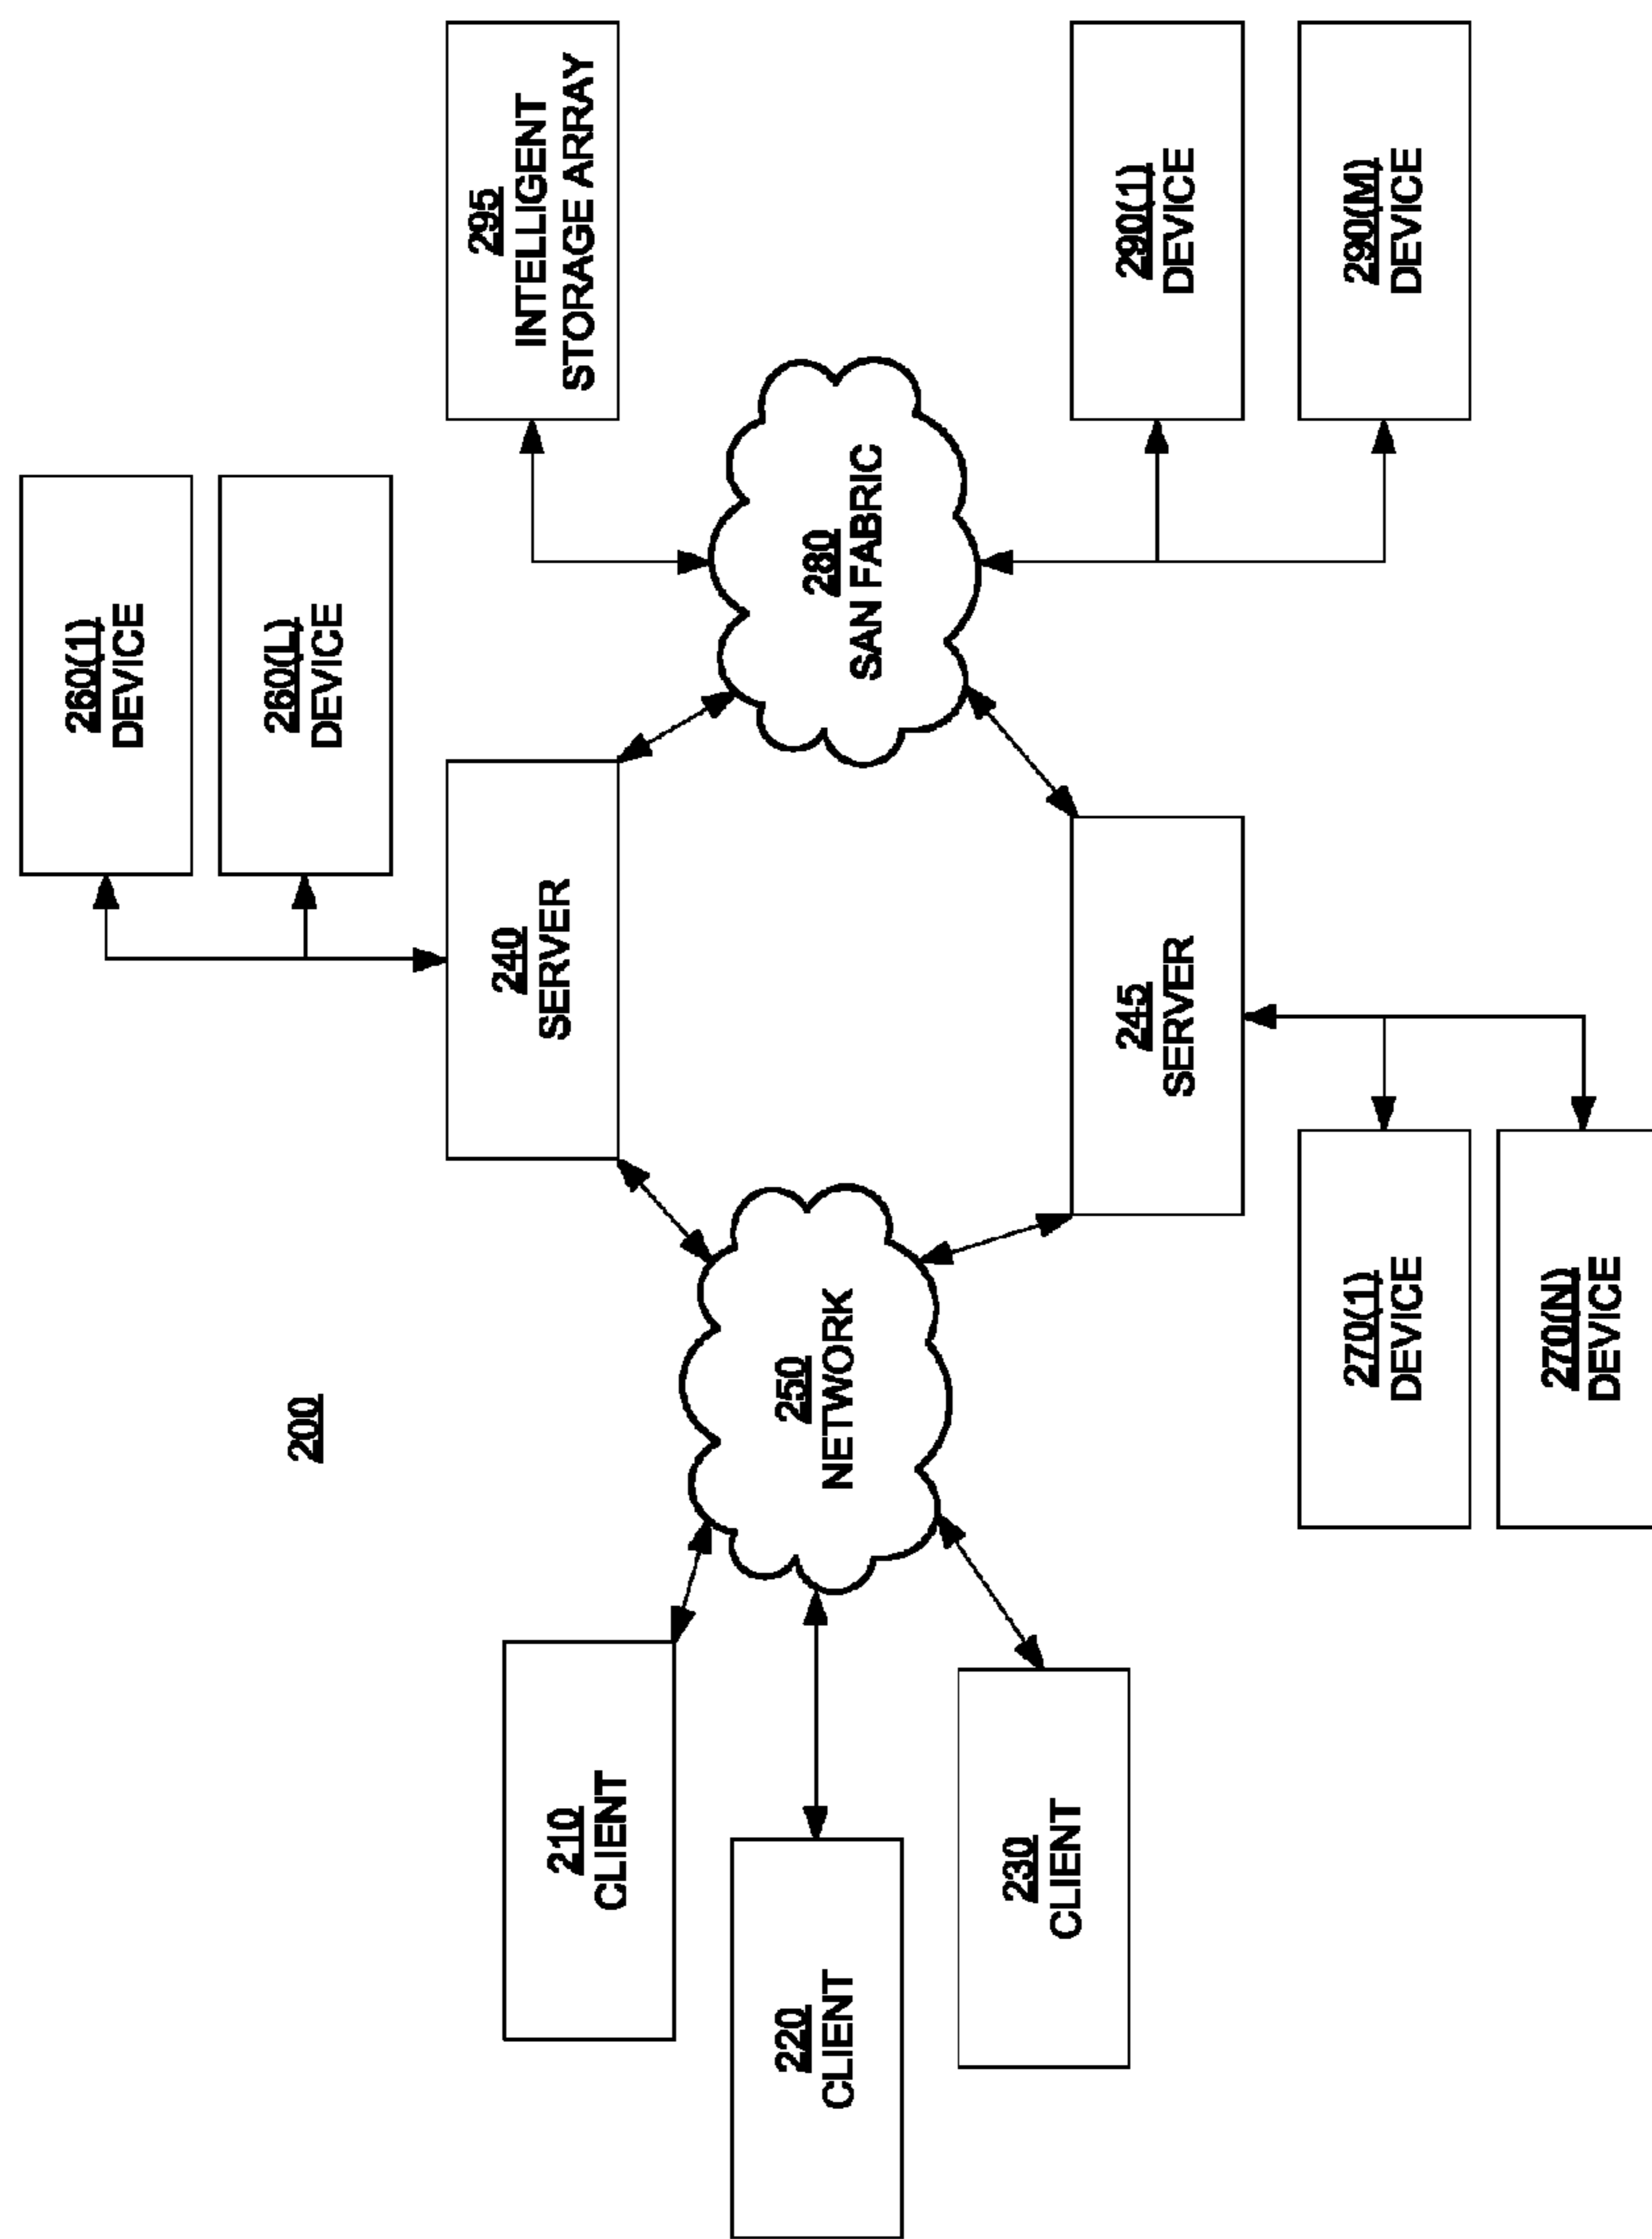 200
260(1)
DEVICE
260(L)
DEVICE
295
INTELLIGENT
STORAGE ARRAY
240
SERVER
210
CLIENT
220
CLIENT
250
NETWORK
280
SAN FABRIC
230
CLIENT
245
SERVER
290(1)
DEVICE
270(1)
DEVICE
290(M)
DEVICE
270(N)
DEVICE